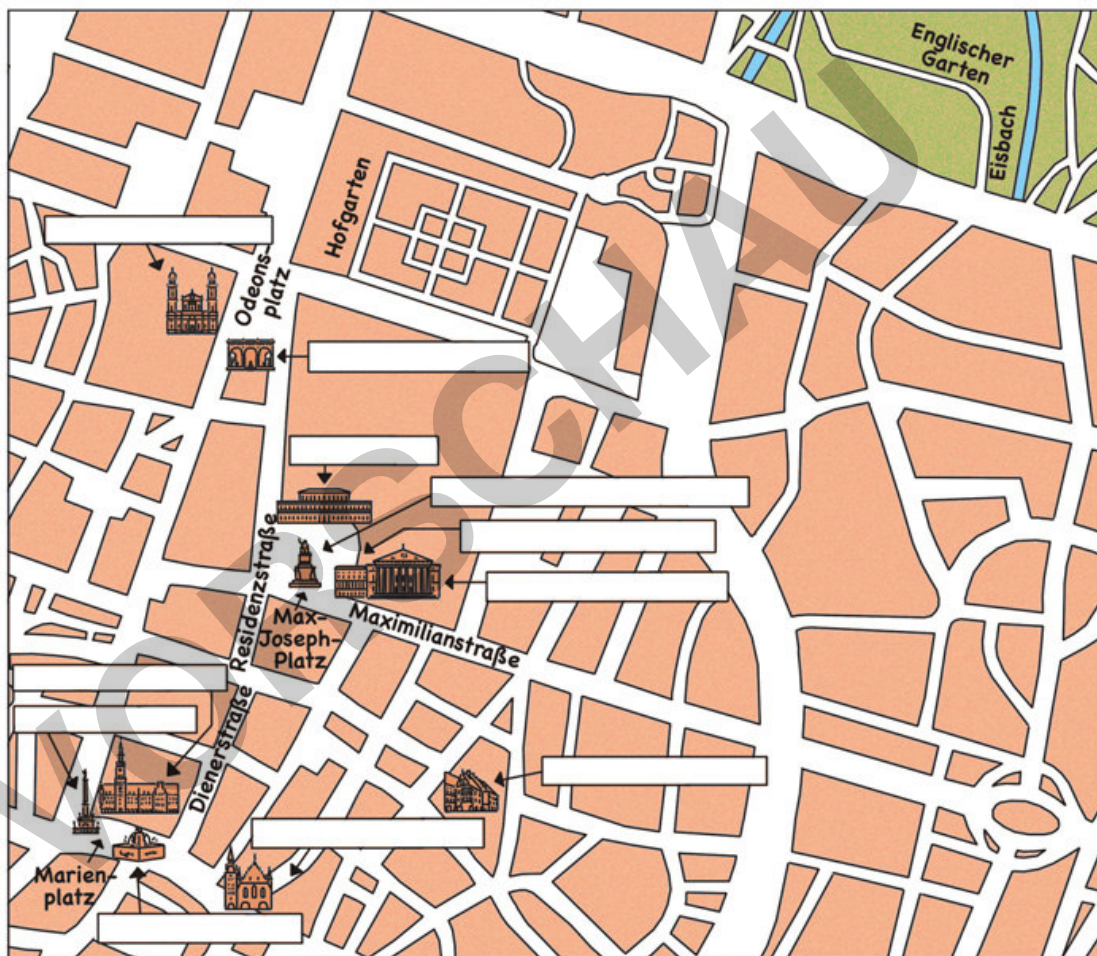 Englischer
Garten
Eisbach
Hofgarten
Odeons-
platz
Residenzstraße
Max-
Joseph-
Platz
Maximilianstraße
Dienerstraße
Marien-
platz
VORSCHAU